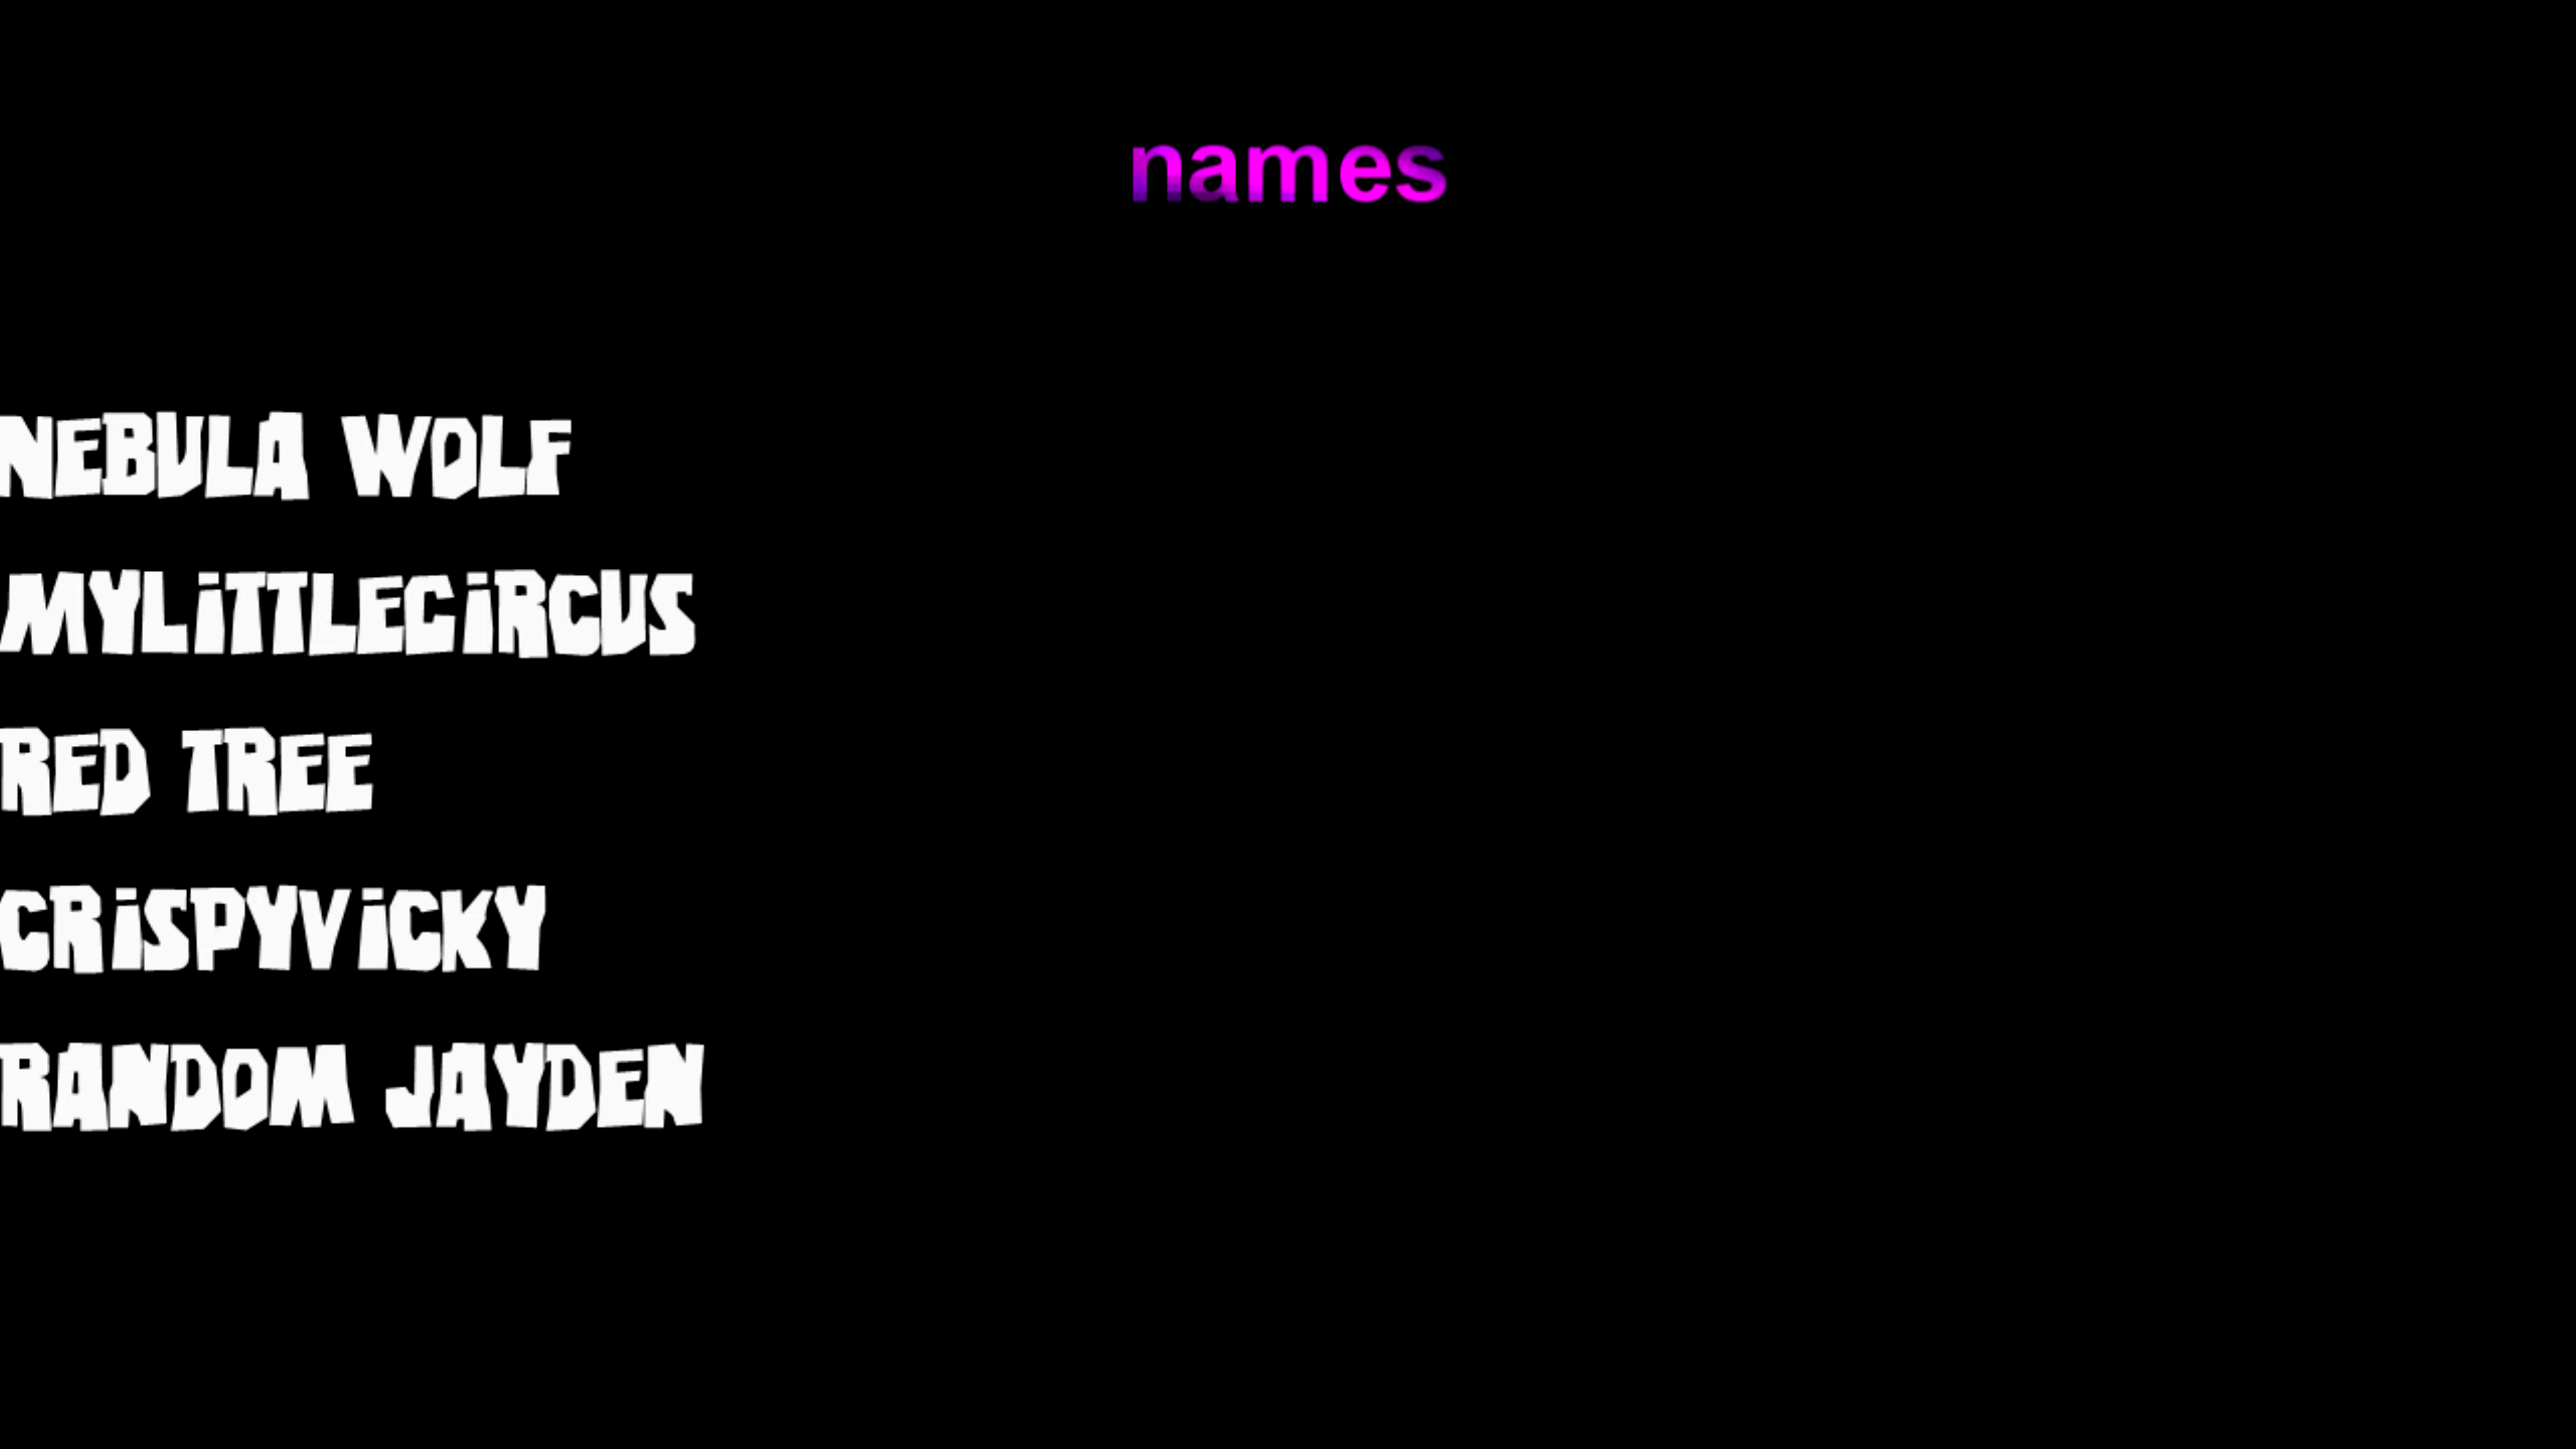 names
NEBULA WOLF
MYLiTTLECiRCUS
RED TREE
CRiSPYViCKY
RANDOM JAYDEN